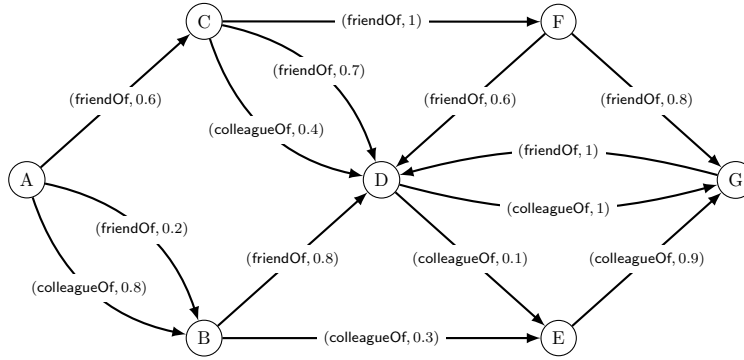 C
(friendOf, 1)
F
(friendOf, 0.7)
(friendOf, 0.6)
(friendOf, 0.6)
(friendOf, 0.8)
(colleagueOf, 0.4)
(friendOf, 1)
A
D
G
(colleagueOf, 1)
(friendOf, 0.2)
(friendOf, 0.8)
(colleagueOf, 0.1)
(colleagueOf, 0.9)
(colleagueOf, 0.8)
B
(colleagueOf, 0.3)
E